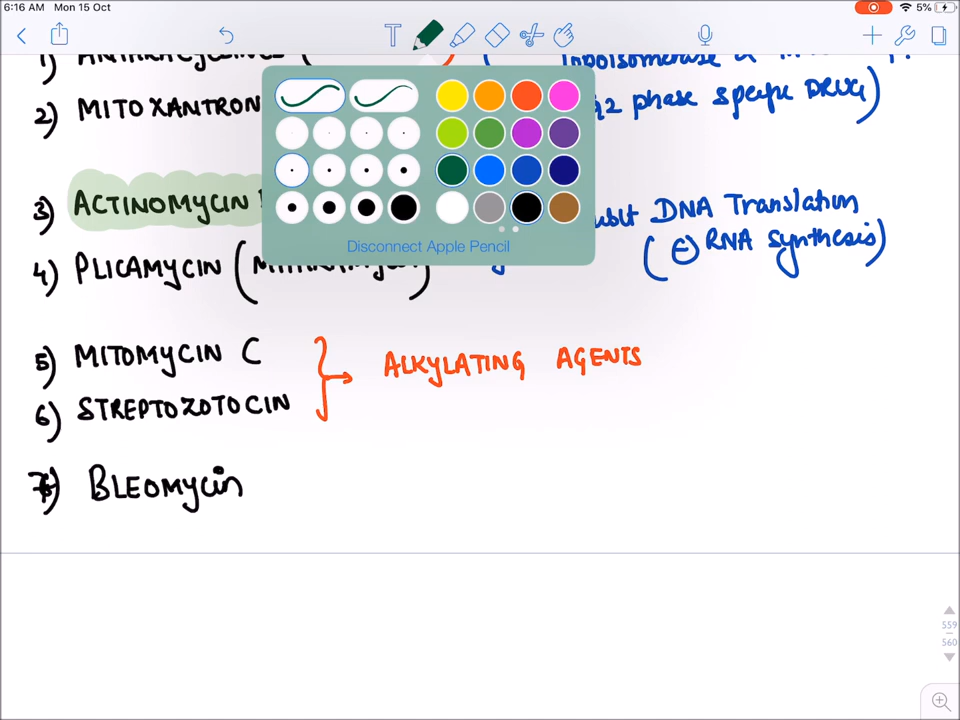 6:16 AM Mon 15 Oct 5%
T
1)
2) MITOXANTRON phase specific DRUG)
3) ACTINOMYCIN DNA Translation
(⊖ RNA synthesis)
4) PLICAMYCIN (
Disconnect Apple Pencil
5) MITOMYCIN C
ALKYLATING AGENTS
6) STREPTOZOTOCIN
7) BLEOMYCin
559
560